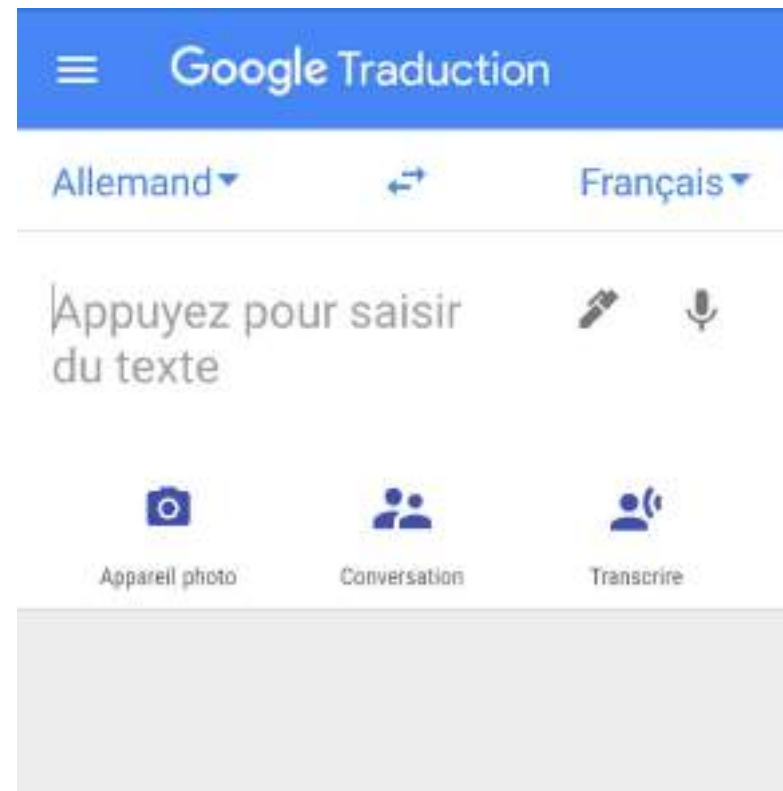 Google Traduction
Allemand Français
Appuyez pour saisir
du texte
Appareil photo Conversation Transcrire